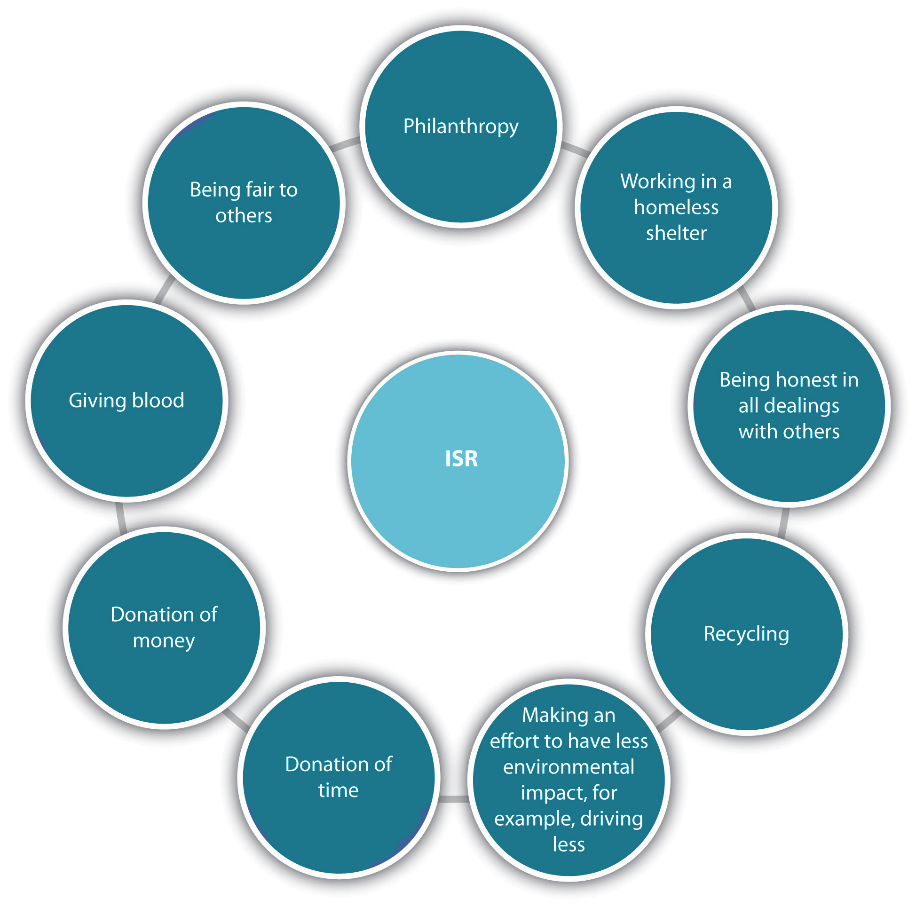 Philanthropy
Working in a
homeless
shelter
Being honest in
all dealings
with others
Recycling
Making an
effort to have less
environmental
impact, for
example, driving
less
Donation of
time
Donation of
money
Giving blood
Being fair to
others
ISR